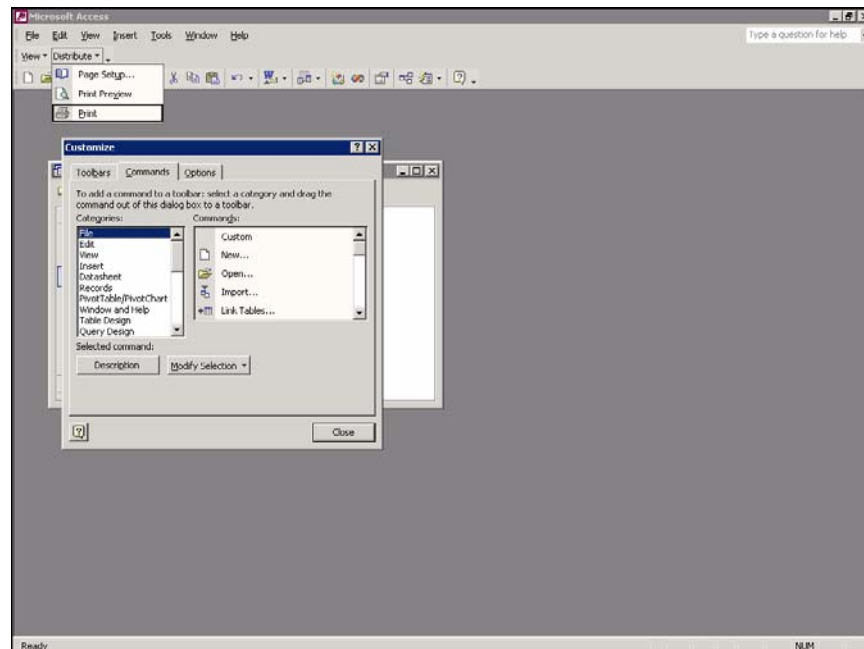 Microsoft Access
File Edit View Insert Tools Window Help
Type a question for help
View Distribute
Page Setup...
Print Preview
Print
Customize
Toolbars Commands Options
To add a command to a toolbar: select a category and drag the
command out of this dialog box to a toolbar.
Categories: Commands:
File
Edit
View
Insert
Datasheet
Records
PivotTable/PivotChart
Window and Help
Table Design
Query Design
Custom
New...
Open...
Import...
Link Tables...
Selected command:
Description Modify Selection
Close
Ready NUM